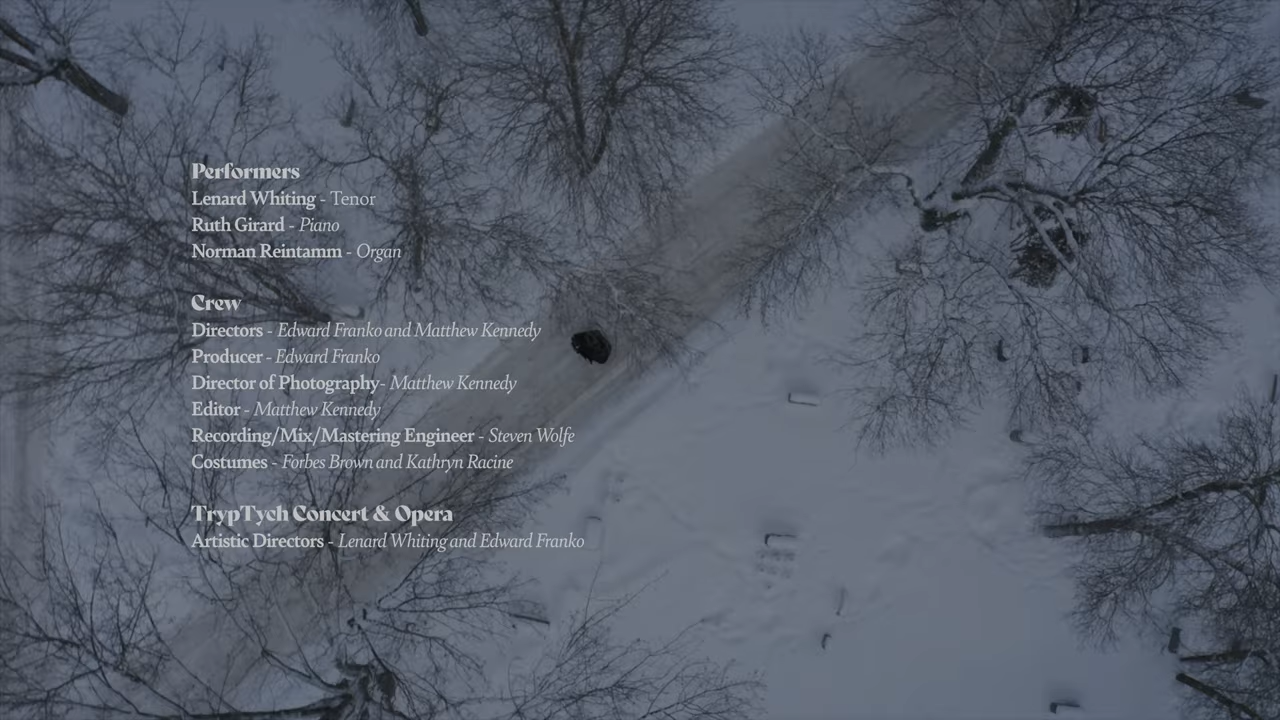 Performers
Lenard Whiting - Tenor
Ruth Girard - Piano
Norman Reintamm - Organ
Crew
Directors - Edward Franko and Matthew Kennedy
Producer - Edward Franko
Director of Photography- Matthew Kennedy
Editor - Matthew Kennedy
Recording/Mix/Mastering Engineer - Steven Wolfe
Costumes - Forbes Brown and Kathryn Racine
TrypTych Concert & Opera
Artistic Directors - Lenard Whiting and Edward Franko